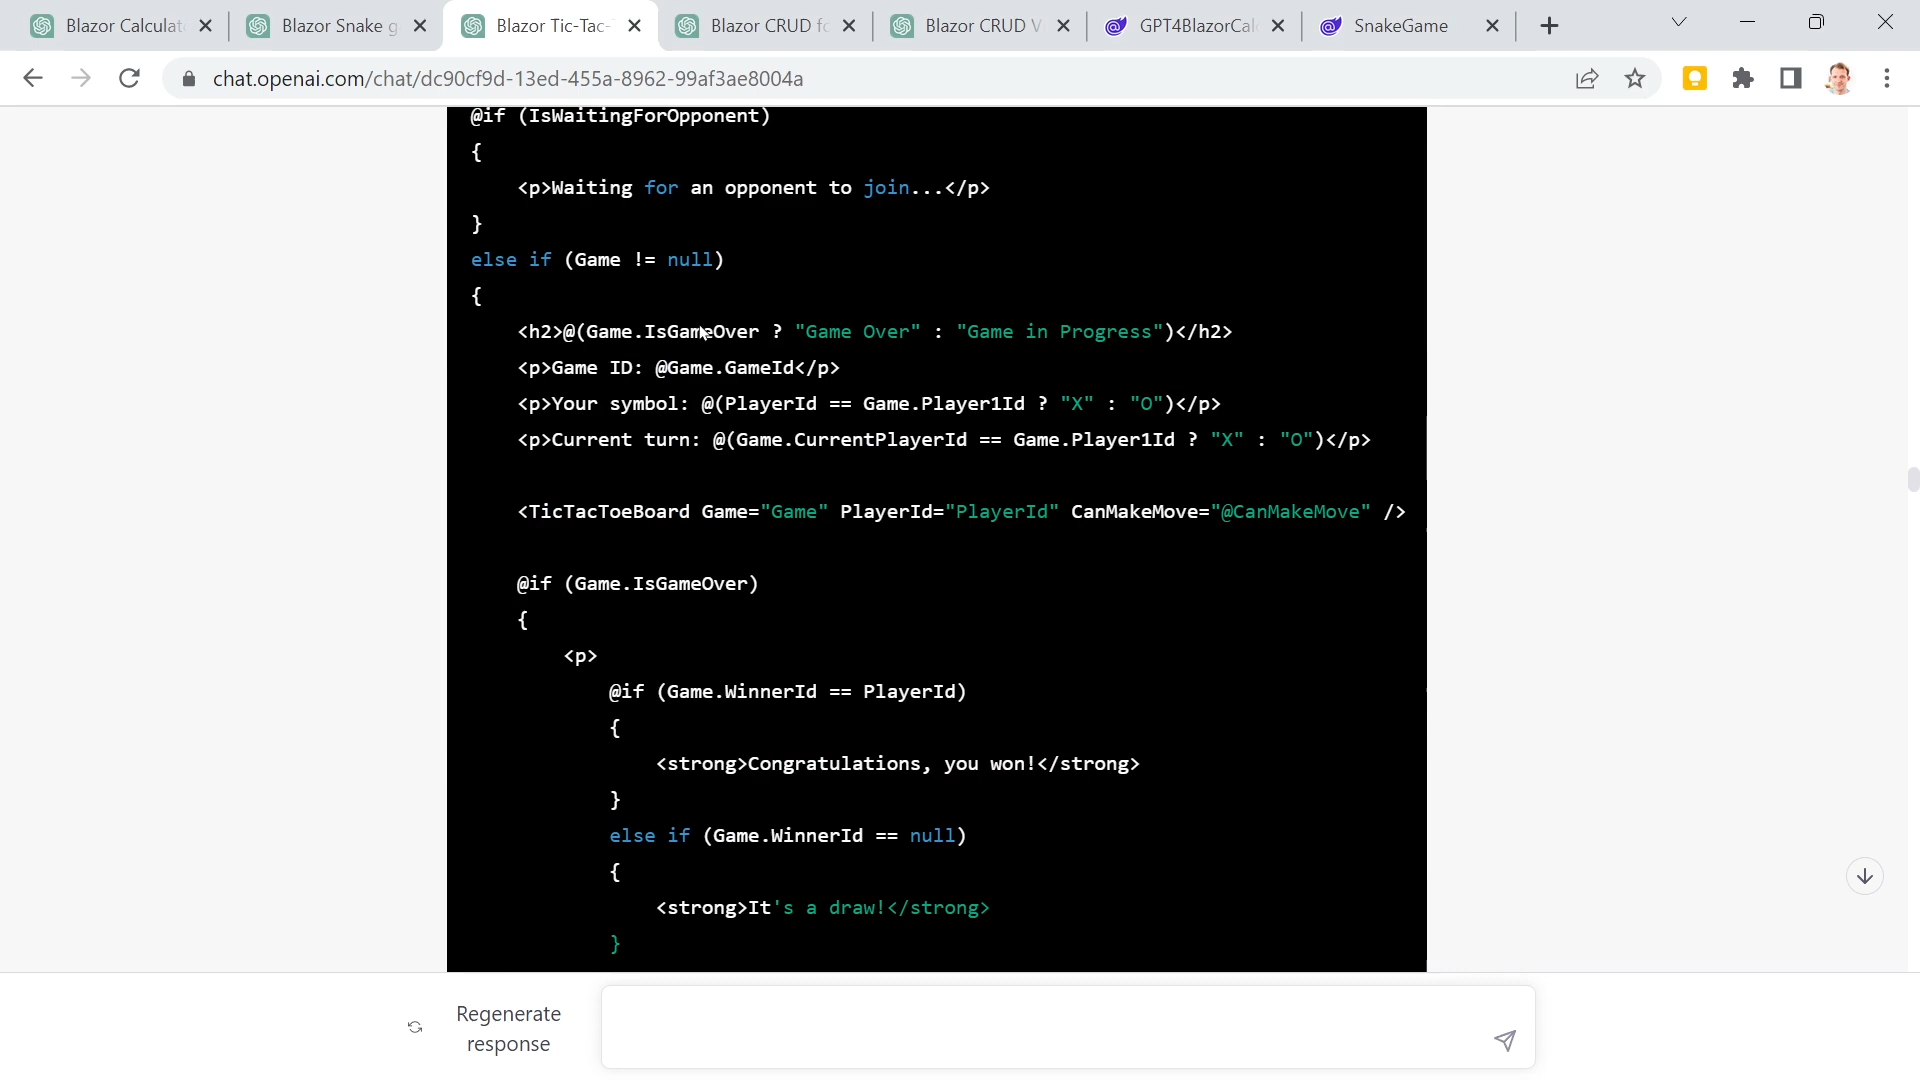 Blazor Calculat
Blazor Snake g
Blazor Tic-Tac-
Blazor CRUD fo
Blazor CRUD V
GPT4BlazorCal
SnakeGame
chat.openai.com/chat/dc90cf9d-13ed-455a-8962-99af3ae8004a
@if (IsWaitingForOpponent)
{
<p>Waiting for an opponent to join...</p>
}
else if (Game != null)
{
<h2>@(Game.IsGameOver ? "Game Over" : "Game in Progress")</h2>
<p>Game ID: @Game.GameId</p>
<p>Your symbol: @(PlayerId == Game.Player1Id ? "X" : "O")</p>
<p>Current turn: @(Game.CurrentPlayerId == Game.Player1Id ? "X" : "O")</p>
<TicTacToeBoard Game="Game" PlayerId="PlayerId" CanMakeMove="@CanMakeMove" />
@if (Game.IsGameOver)
{
<p>
@if (Game.WinnerId == PlayerId)
{
<strong>Congratulations, you won!</strong>
}
else if (Game.WinnerId == null)
{
<strong>It's a draw!</strong>
}
Regenerate
response